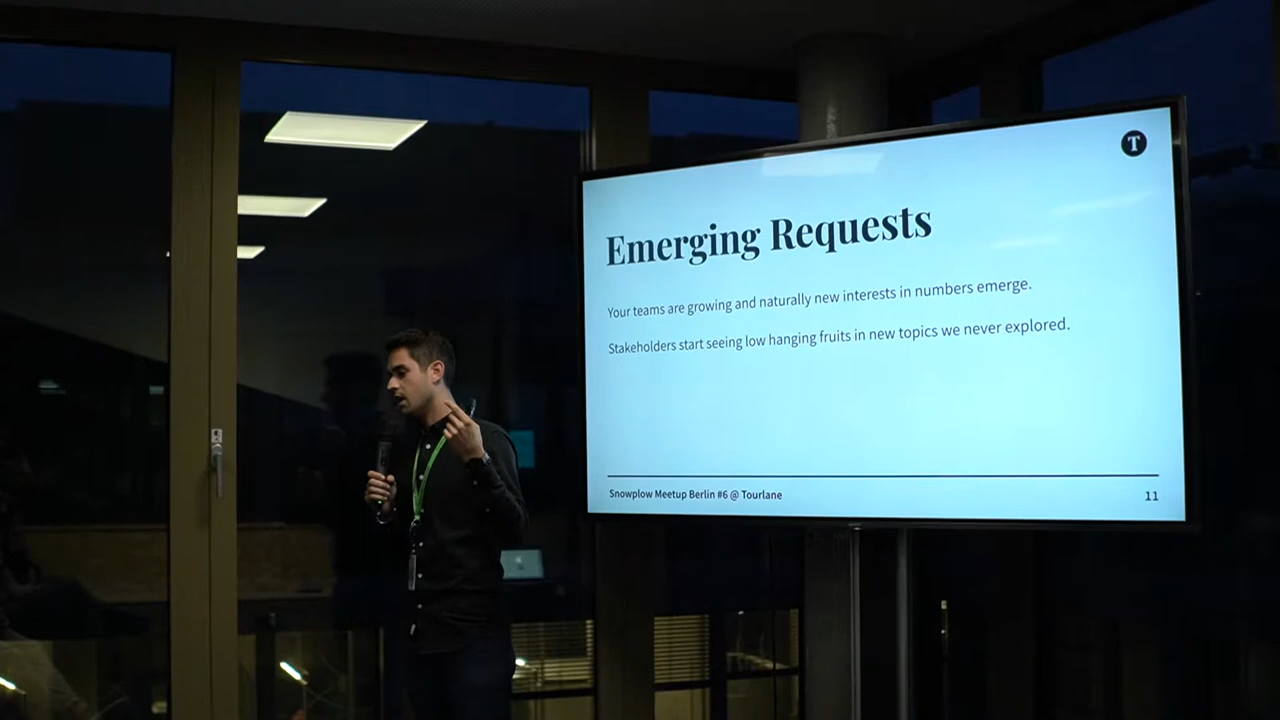 T
Emerging Requests
Your teams are growing and naturally new interests in numbers emerge.
Stakeholders start seeing low hanging fruits in new topics we never explored.
Snowplow Meetup Berlin #6 @ Tourlane
11